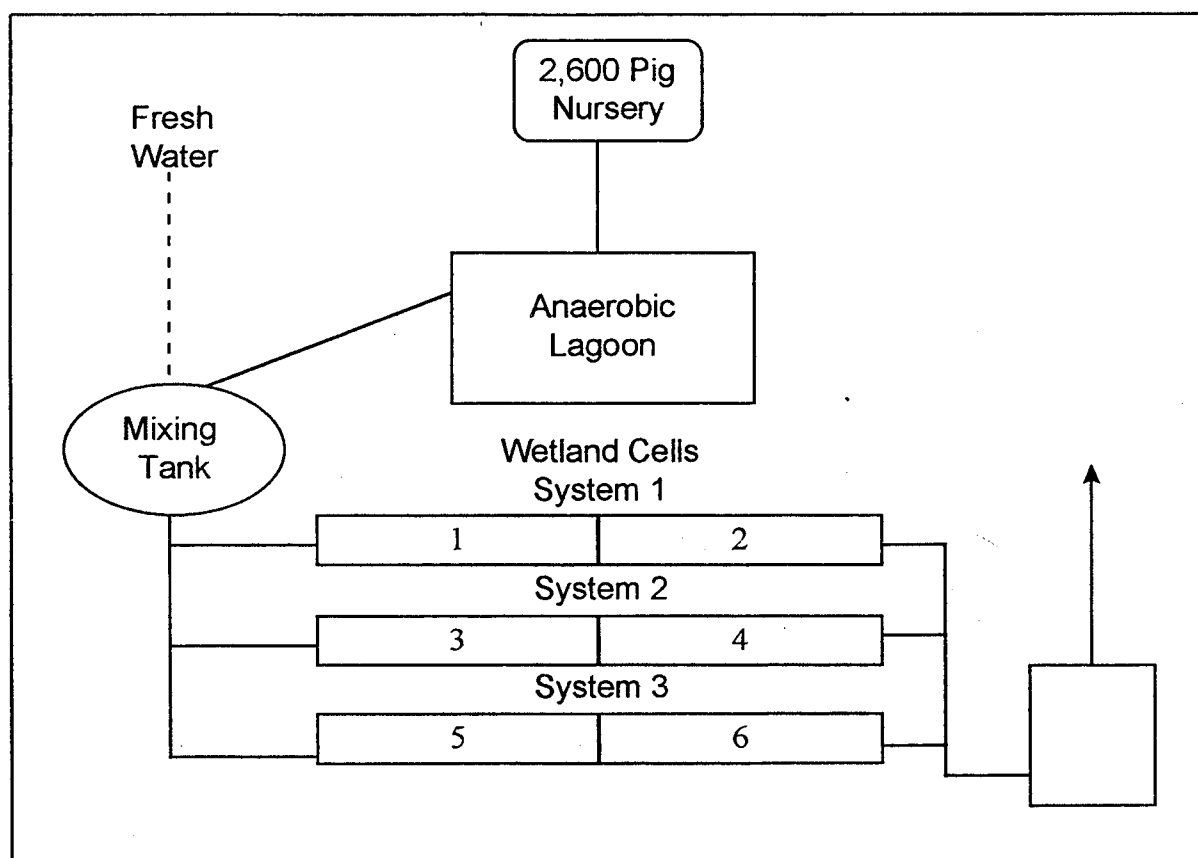 2,600 Pig
Nursery
Fresh
Water
Anaerobic
Lagoon
Mixing
Tank
Wetland Cells
System 1
1
2
System 2
3
4
System 3
5
6